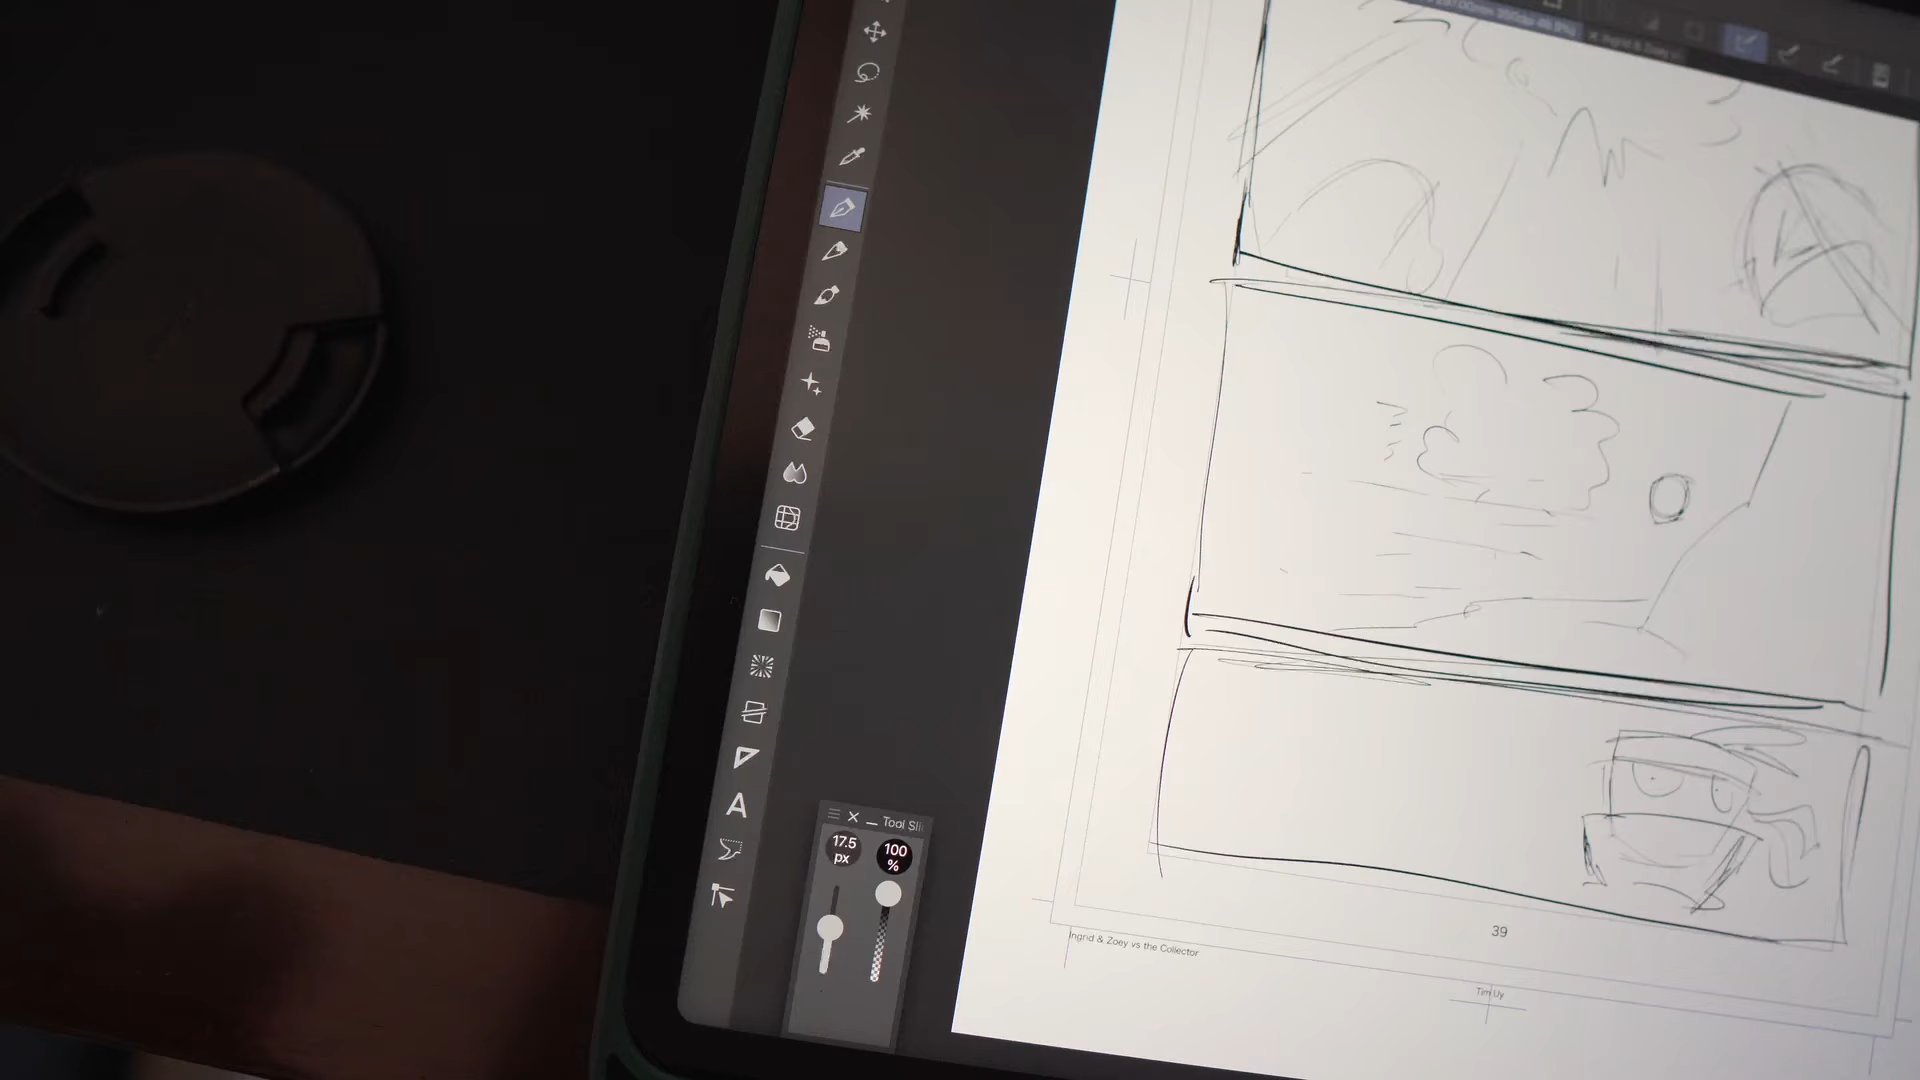 A
Tool Sli
17.5
px
100
%
39
Ingrid & Zoey vs the Collector
Tim Uy